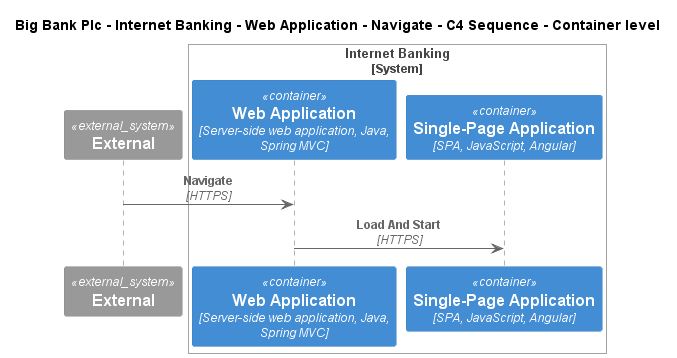 Big Bank Plc - Internet Banking - Web Application - Navigate - C4 Sequence - Container level
Internet Banking
[System]
«external_system»
External
«container»
Web Application
[Server-side web application, Java,
Spring MVC]
«container»
Single-Page Application
[SPA, JavaScript, Angular]
Navigate
[HTTPS]
Load And Start
[HTTPS]
«external_system»
External
«container»
Web Application
[Server-side web application, Java,
Spring MVC]
«container»
Single-Page Application
[SPA, JavaScript, Angular]